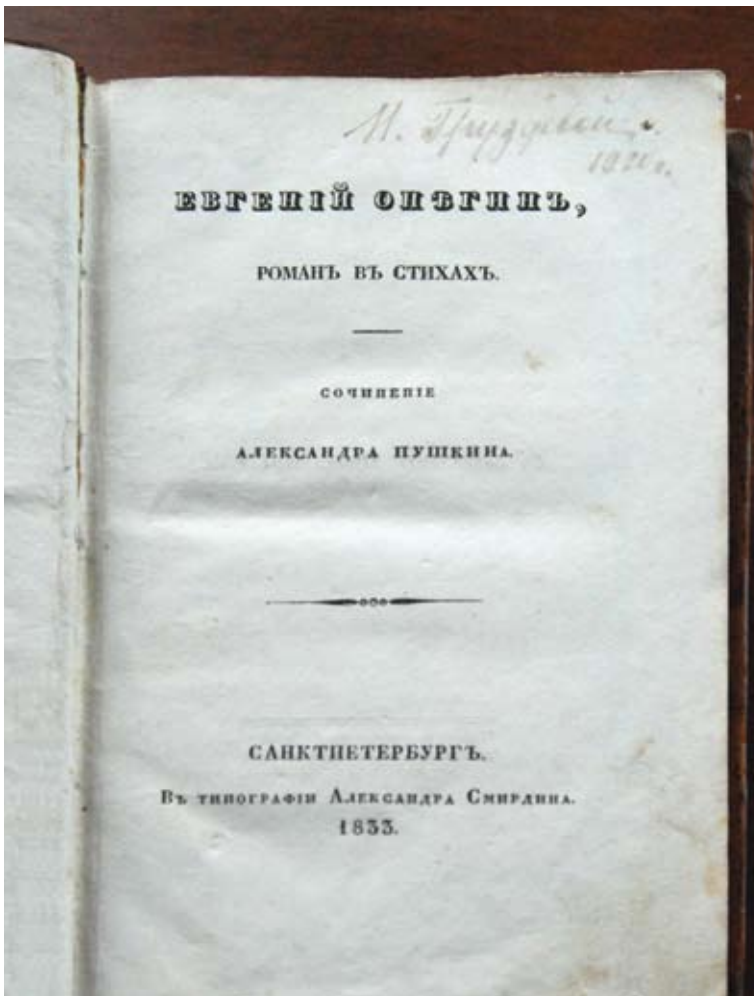 ЕВГЕНІЙ ОНѢГИНЪ,
РОМАНЪ ВЪ СТИХАХЪ.
СОЧИНЕНІЕ
АЛЕКСАНДРА ПУШКИНА.
САНКТПЕТЕРБУРГЪ.
Въ типографіи Александра Смирдина.
1833.